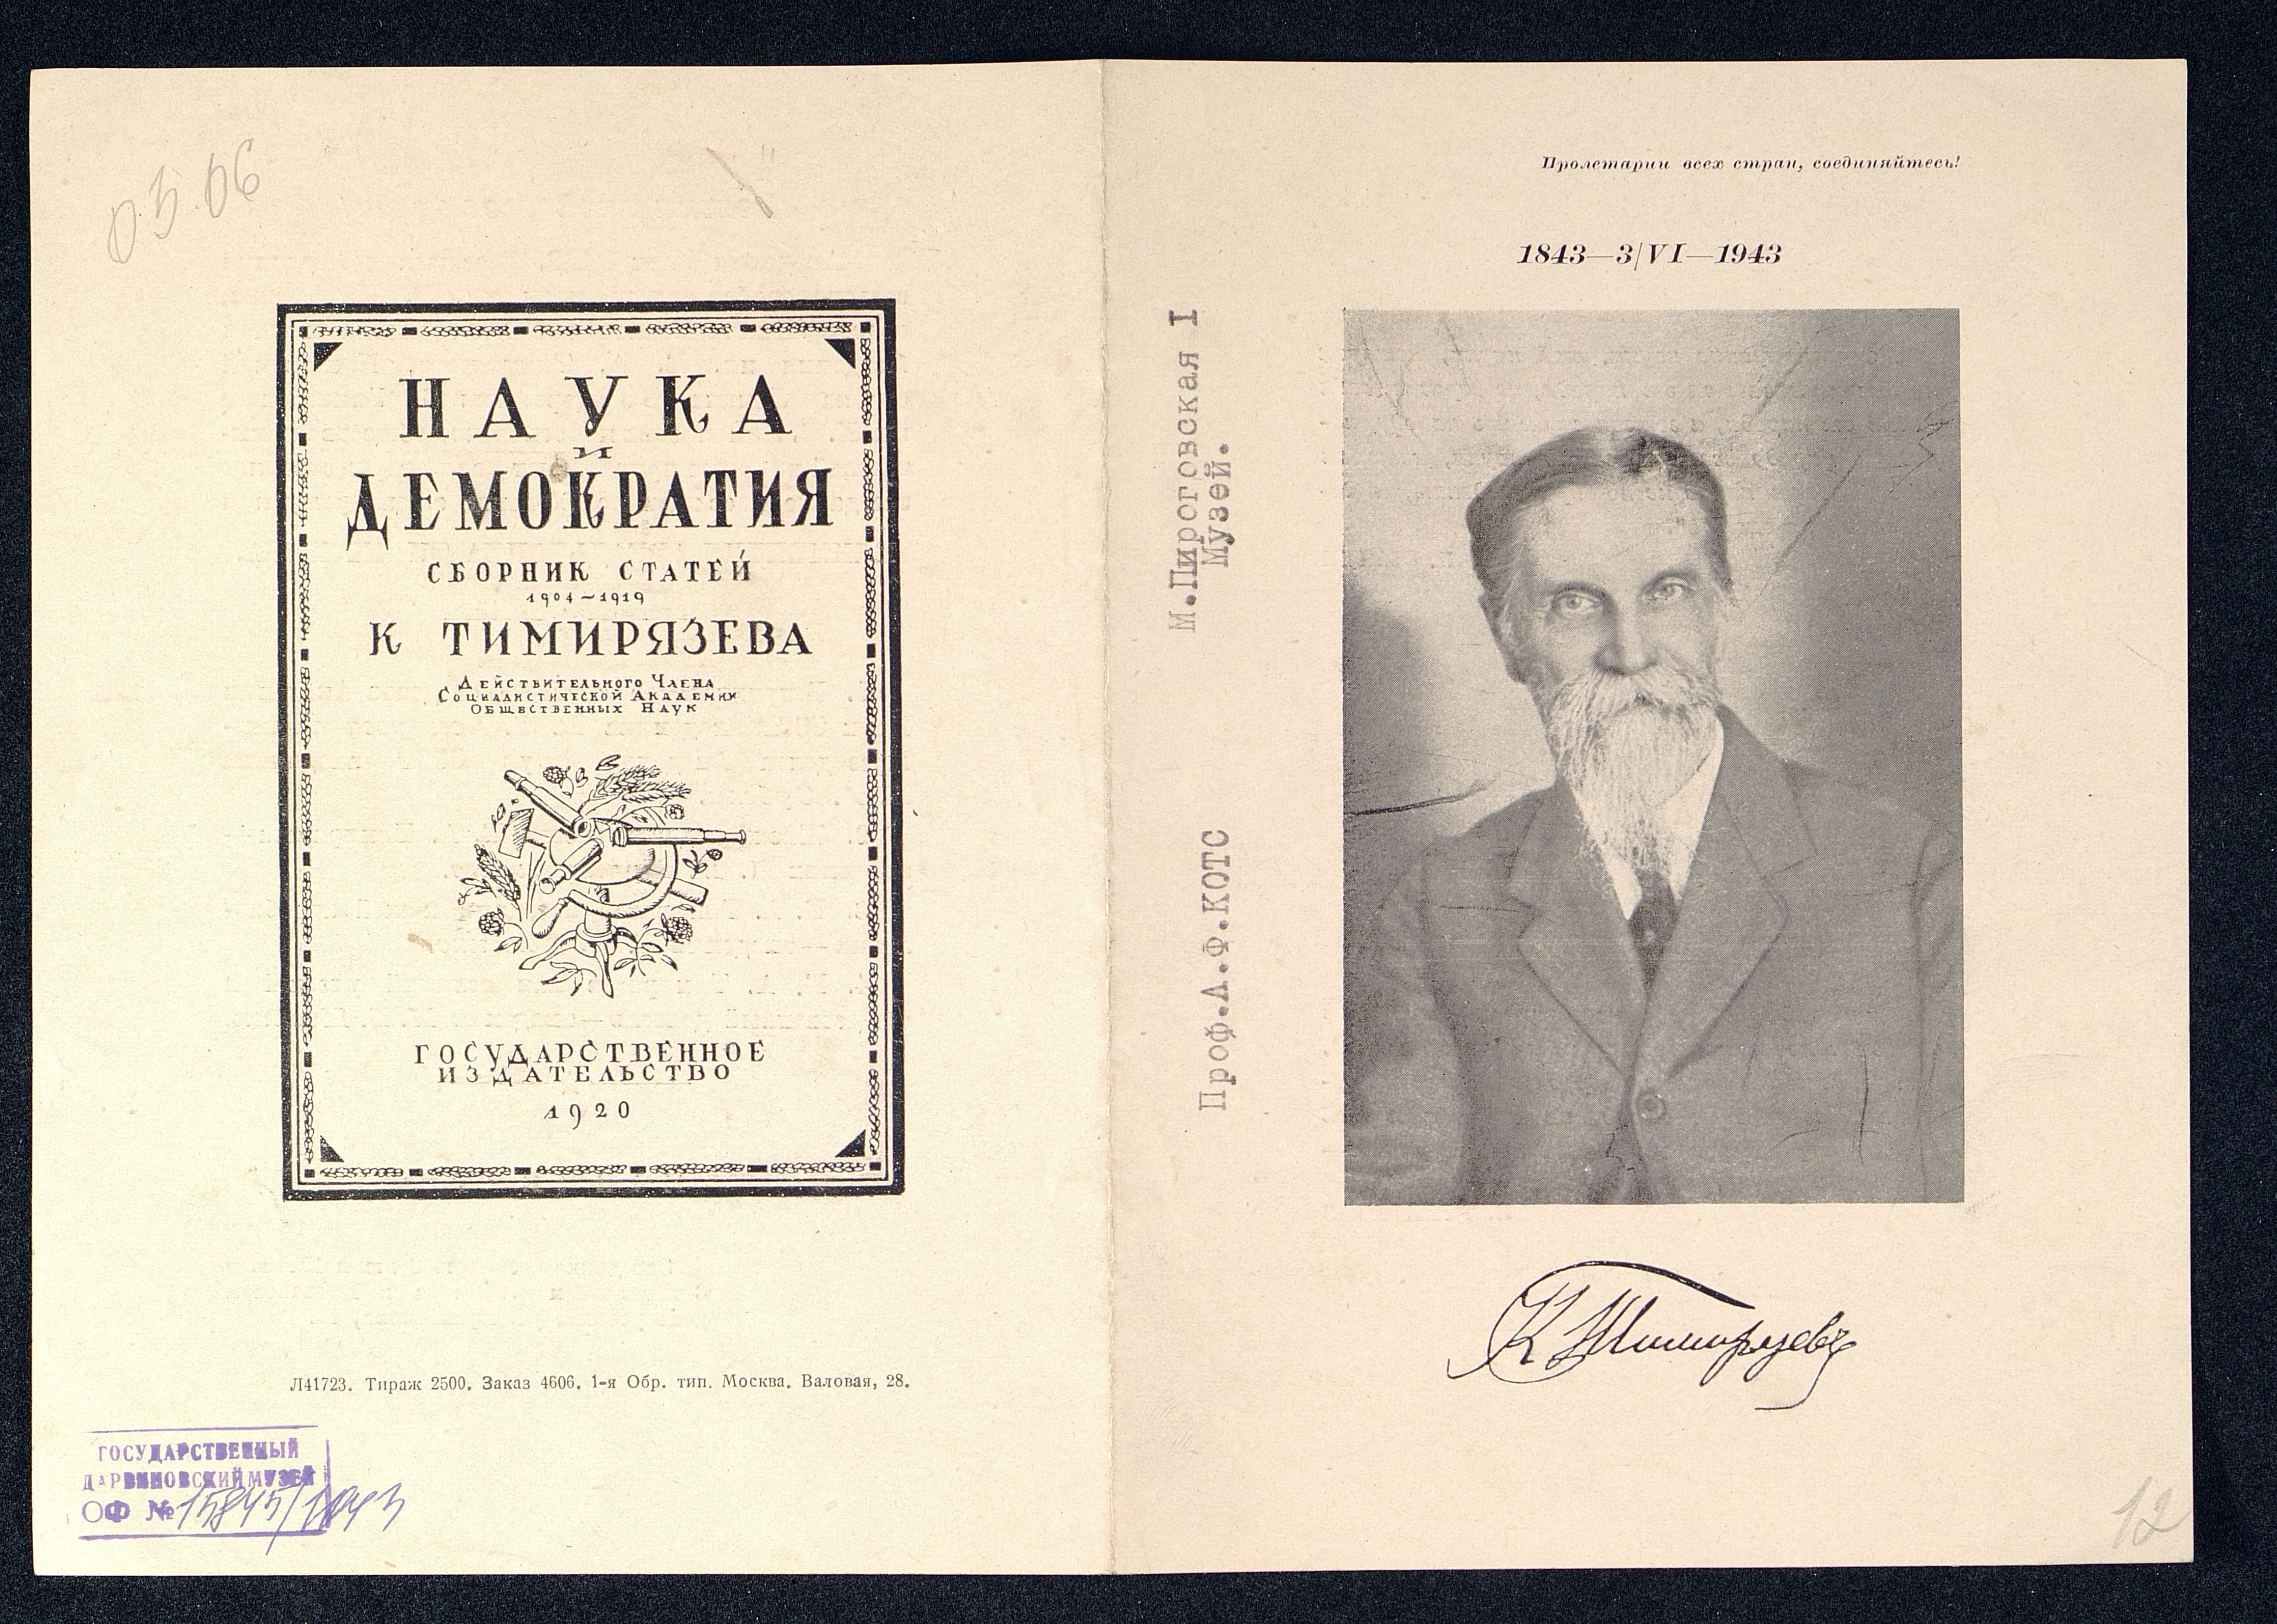 05.06
НАУКА
И
ДЕМОКРАТИЯ
СБОРНИК СТАТЕЙ
1904–1919
К ТИМИРЯЗЕВА
Действительного Члена
Социалистической Академии
Общественных Наук
ГОСУДАРСТВЕННОЕ
ИЗДАТЕЛЬСТВО
1920
Л41723. Тираж 2500. Заказ 4606. 1-я Обр. тип. Москва. Валовая, 28.
ГОСУДАРСТВЕННЫЙ
ДАРВИНОВСКИЙ МУЗЕЙ
ОФ №
Пролетарии всех стран, соединяйтесь!
1843—3/VI—1943
М.Пироговская I
Музей.
Проф.А.Ф.КОТС
К Тимирязевъ
12